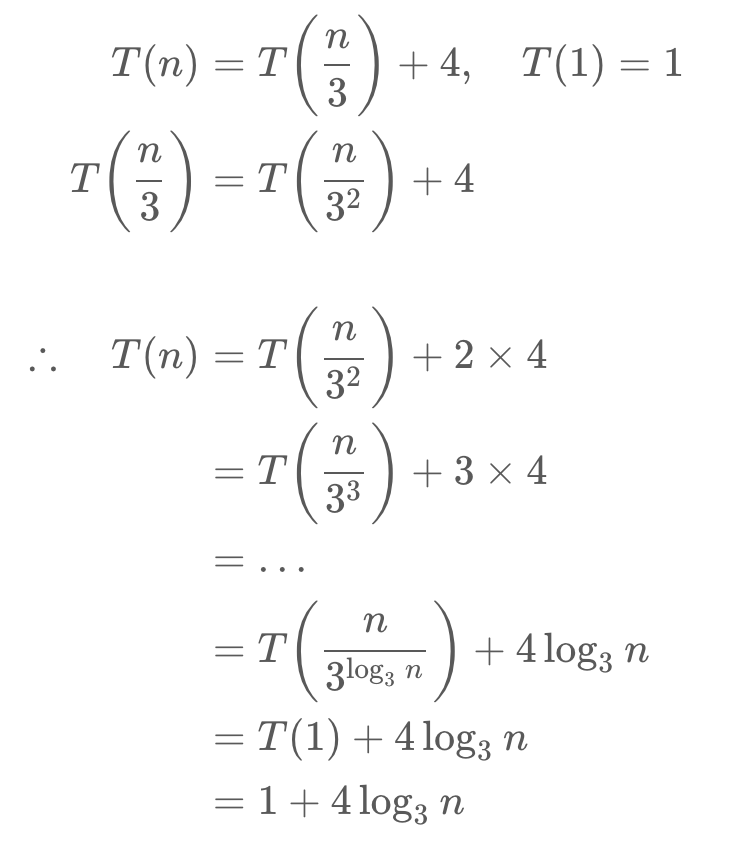 T(n) = T(n/3) + 4, T(1) = 1
T(n/3) = T(n/3²) + 4
∴ T(n) = T(n/3²) + 2 × 4
= T(n/3³) + 3 × 4
= …
= T(n/3^(log₃ n)) + 4 log₃ n
= T(1) + 4 log₃ n
= 1 + 4 log₃ n